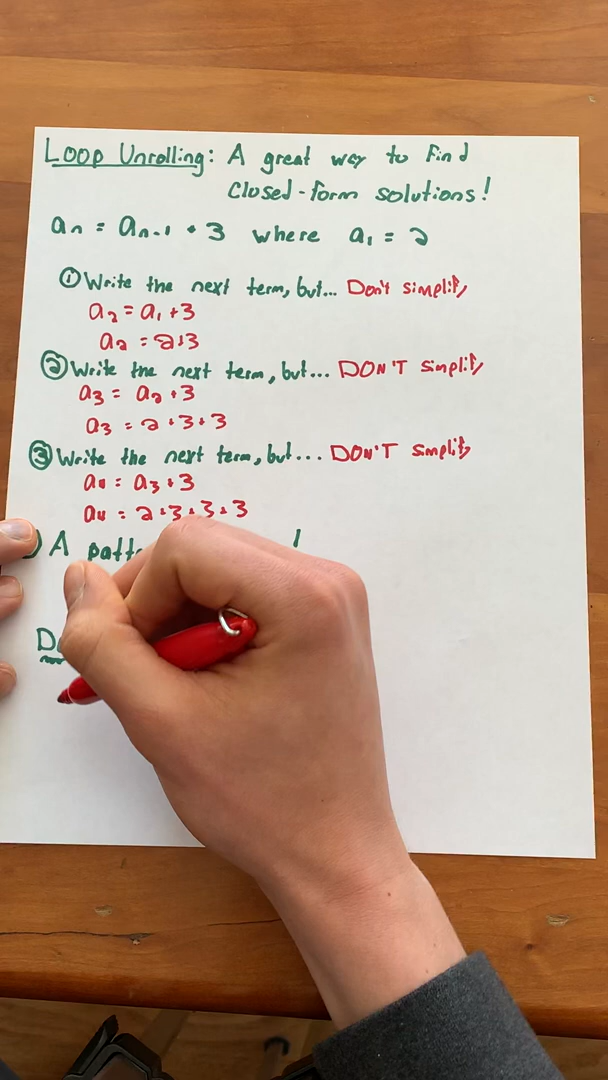 Loop Unrolling: A great way to find
closed-form solutions!
an = an-1 + 3 where a1 = 2
① Write the next term, but... Don't simplify
a2 = a1 + 3
a2 = 2+3
② Write the next term, but... DON'T simplify
a3 = a2 + 3
a3 = 2 + 3 + 3
③ Write the next term, but... DON'T simplify
a4 = a3 + 3
a4 = 2+3+3+3
) A !